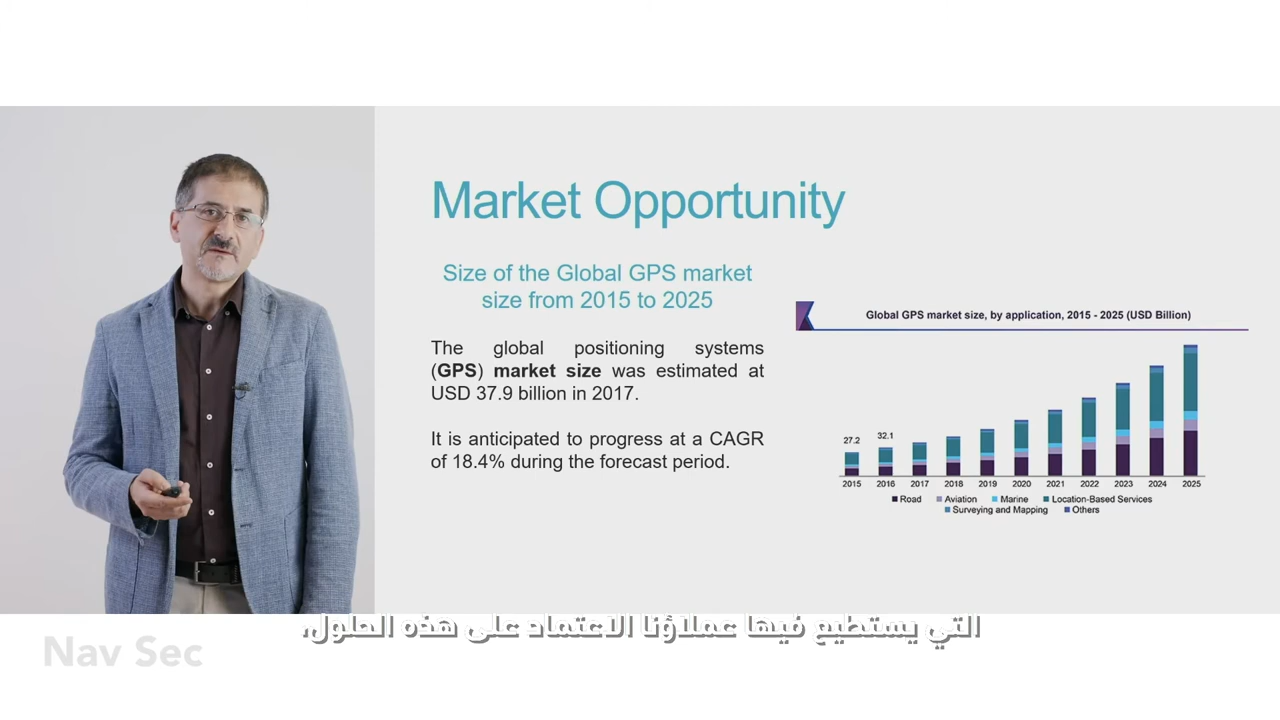 Market Opportunity
Size of the Global GPS market
size from 2015 to 2025
The global positioning systems
(GPS) market size was estimated at
USD 37.9 billion in 2017.
It is anticipated to progress at a CAGR
of 18.4% during the forecast period.
Global GPS market size, by application, 2015 - 2025 (USD Billion)
27.2 32.1
2015 2016 2017 2018 2019 2020 2021 2022 2023 2024 2025
Road Aviation Marine Location-Based Services
Surveying and Mapping Others
التي يستطيع فيها عملاؤنا الاعتماد على هذه الحلول،
Nav Sec